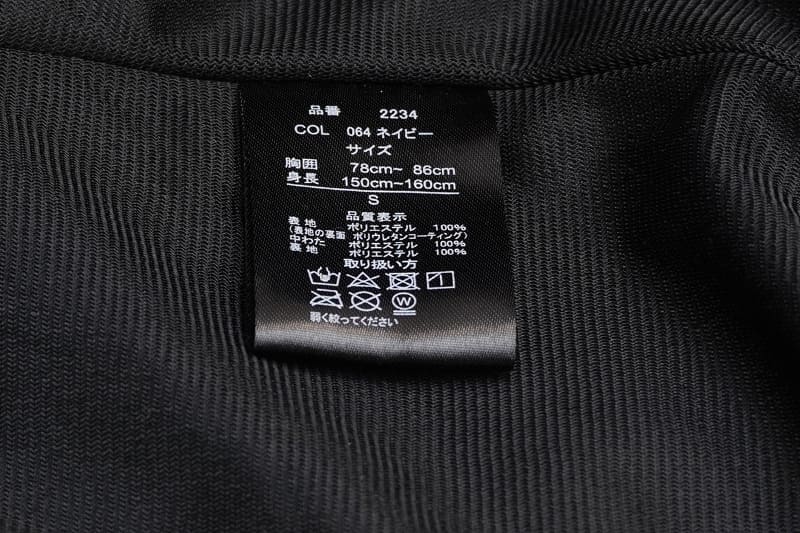 品番 2234
COL 064 ネイビー
サイズ
胸囲 78cm~ 86cm
身長 150cm~160cm
S
品質表示
表地 ポリエステル 100%
(表地の裏面 ポリウレタンコーティング)
中わた ポリエステル 100%
裏地 ポリエステル 100%
取り扱い方
W
弱く絞ってください